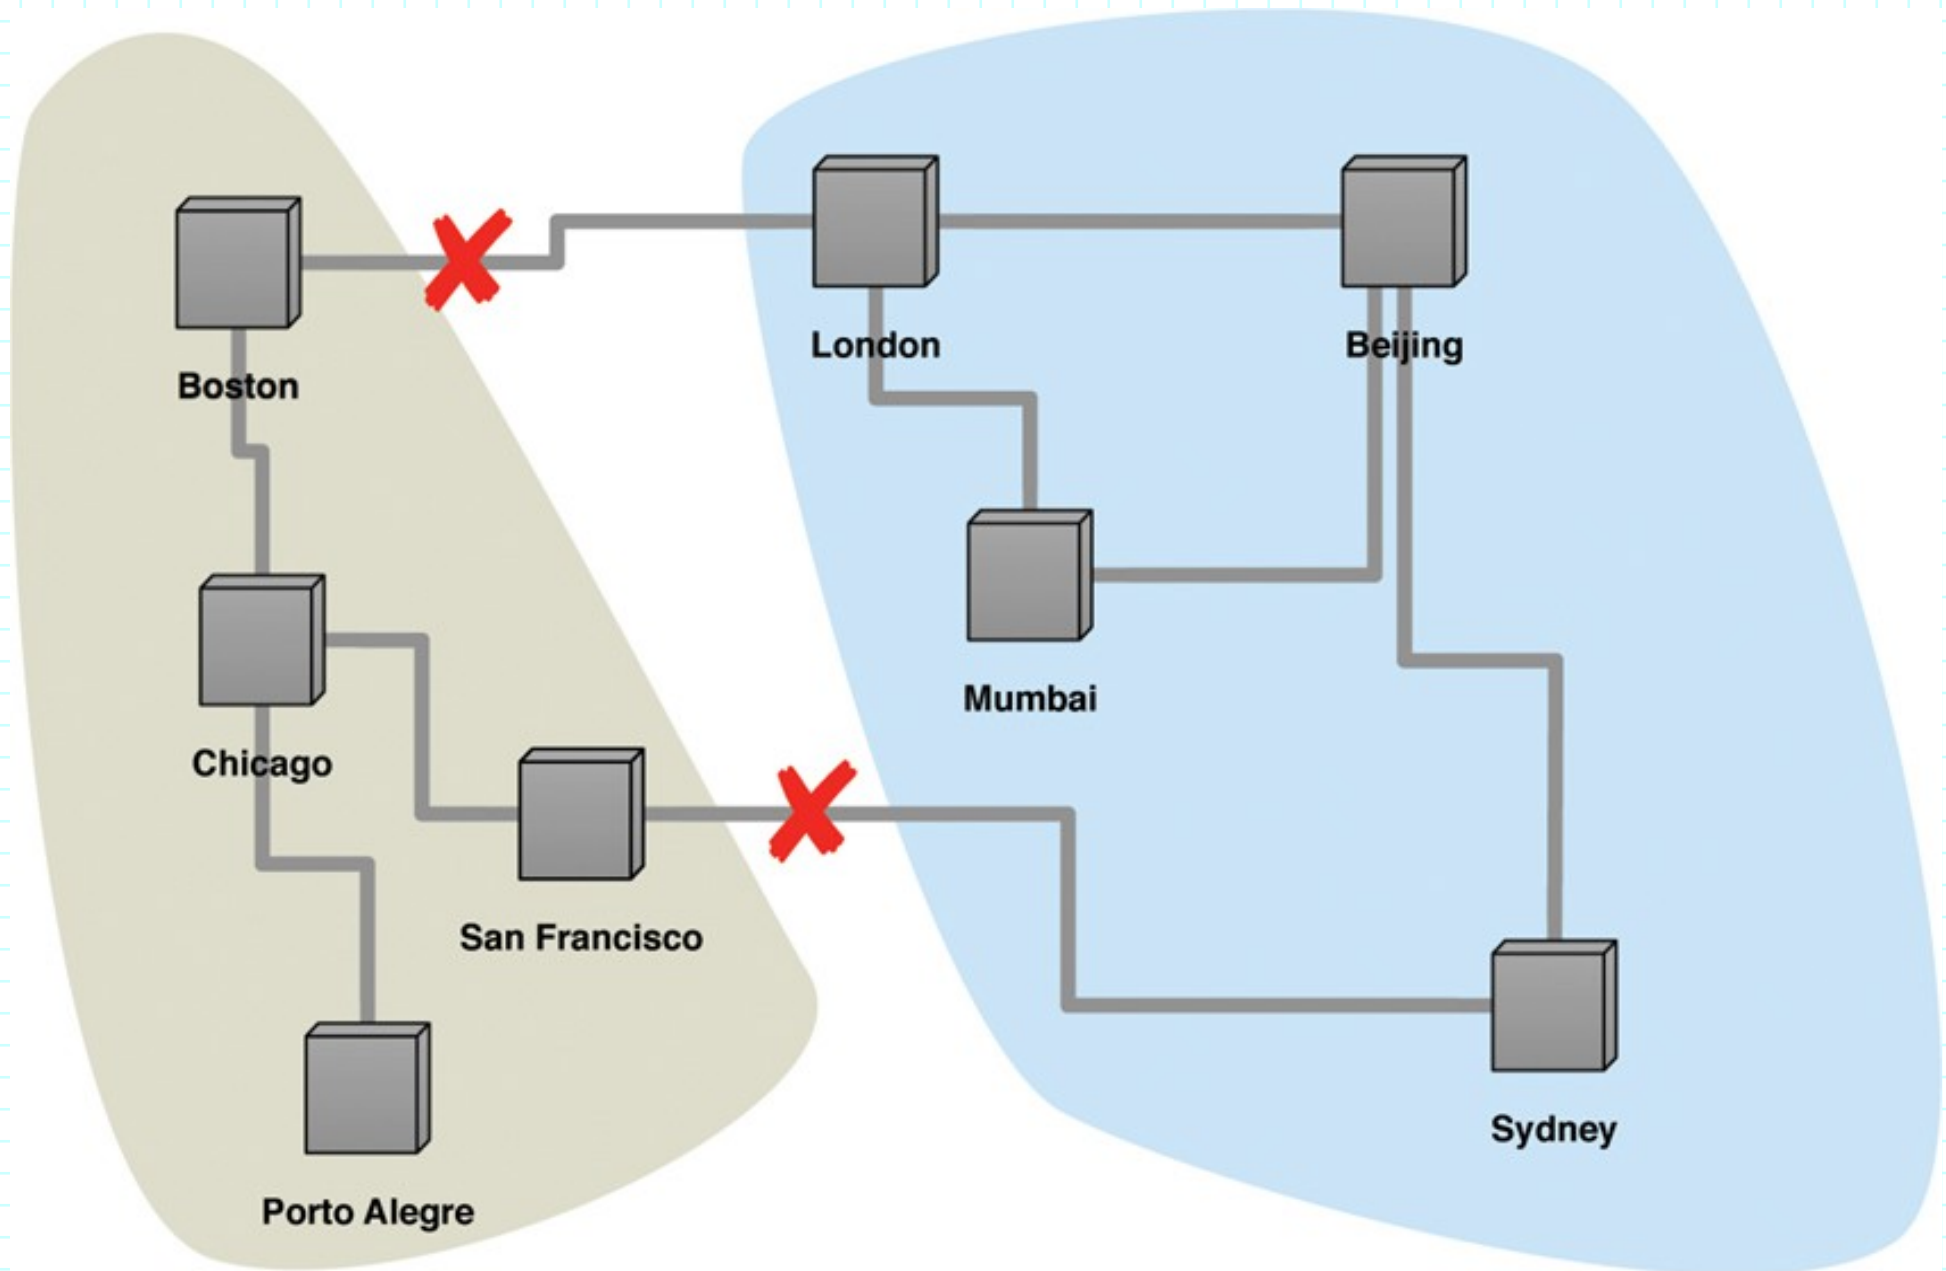 London
Beijing
Boston
Mumbai
Chicago
San Francisco
Sydney
Porto Alegre